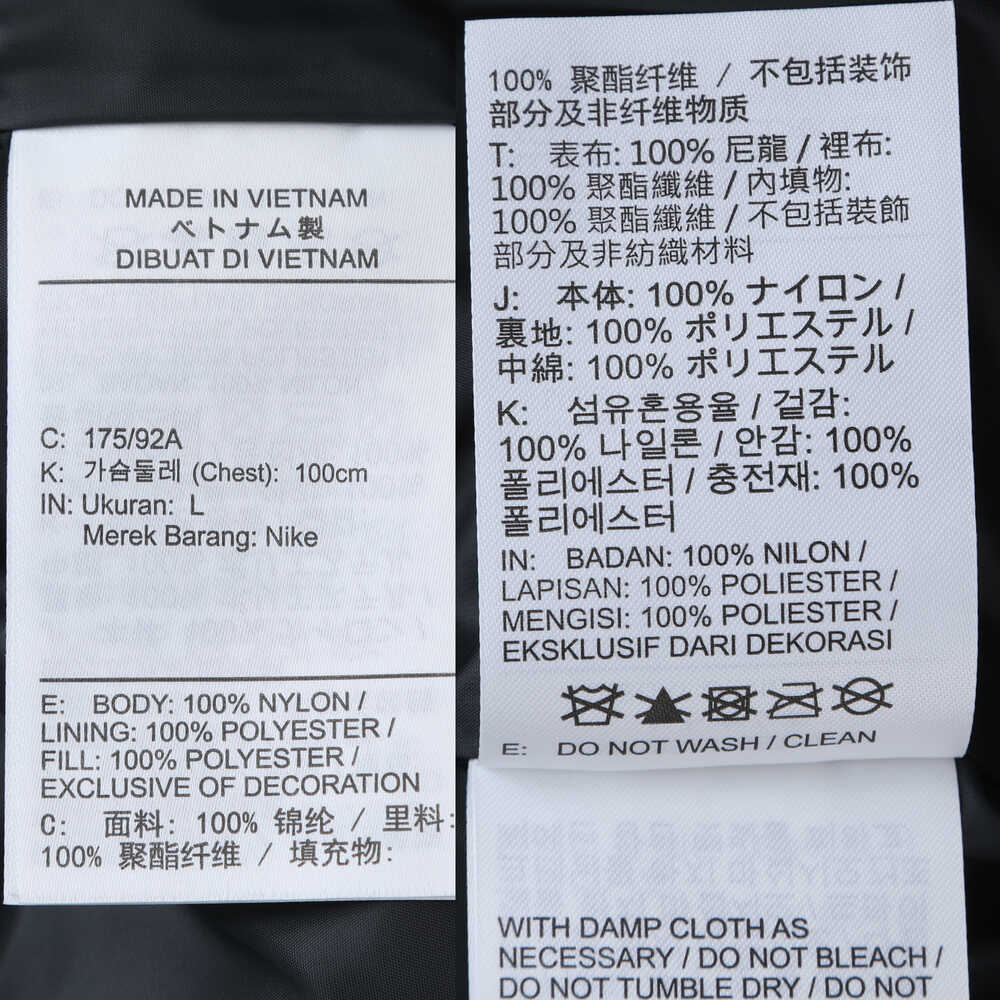 MADE IN VIETNAM
ベトナム製
DIBUAT DI VIETNAM
C: 175/92A
K: 가슴둘레 (Chest): 100cm
IN: Ukuran: L
Merek Barang: Nike
E: BODY: 100% NYLON /
LINING: 100% POLYESTER /
FILL: 100% POLYESTER /
EXCLUSIVE OF DECORATION
C: 面料: 100% 锦纶 / 里料:
100% 聚酯纤维 / 填充物:
100% 聚酯纤维 / 不包括装饰
部分及非纤维物质
T: 表布: 100% 尼龍 / 裡布:
100% 聚酯纖維 / 內填物:
100% 聚酯纖維 / 不包括裝飾
部分及非紡織材料
J: 本体: 100% ナイロン /
裏地: 100% ポリエステル /
中綿: 100% ポリエステル
K: 섬유혼용율 / 겉감:
100% 나일론 / 안감: 100%
폴리에스터 / 충전재: 100%
폴리에스터
IN: BADAN: 100% NILON /
LAPISAN: 100% POLIESTER /
MENGISI: 100% POLIESTER /
EKSKLUSIF DARI DEKORASI
E: DO NOT WASH / CLEAN
WITH DAMP CLOTH AS
NECESSARY / DO NOT BLEACH /
DO NOT TUMBLE DRY / DO NOT